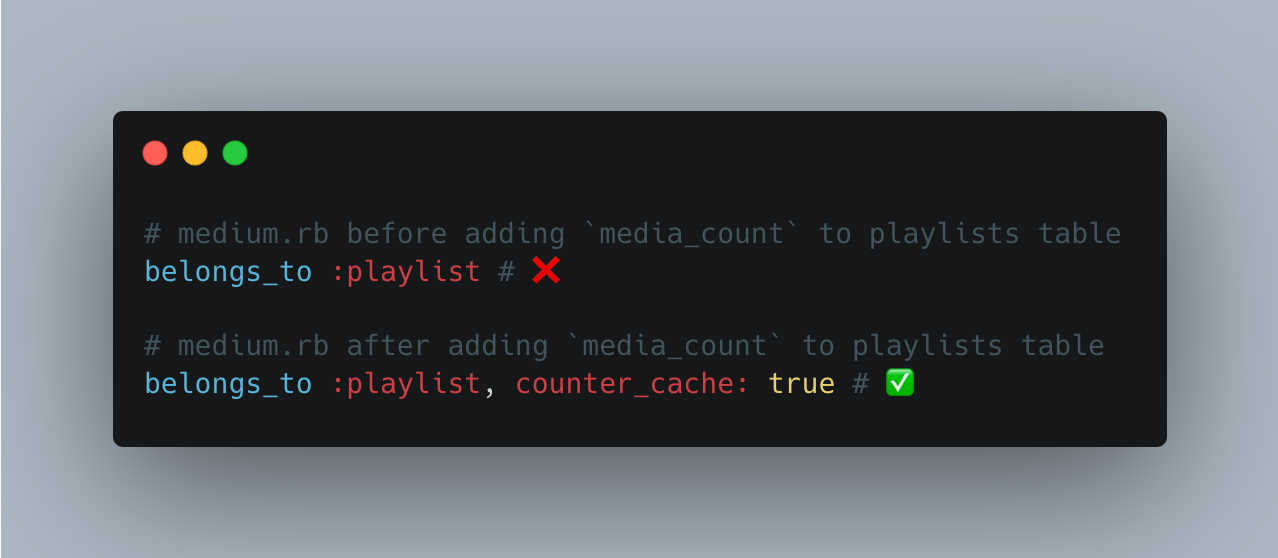 # medium.rb before adding `media_count` to playlists table
belongs_to :playlist # ❌
# medium.rb after adding `media_count` to playlists table
belongs_to :playlist, counter_cache: true # ✅